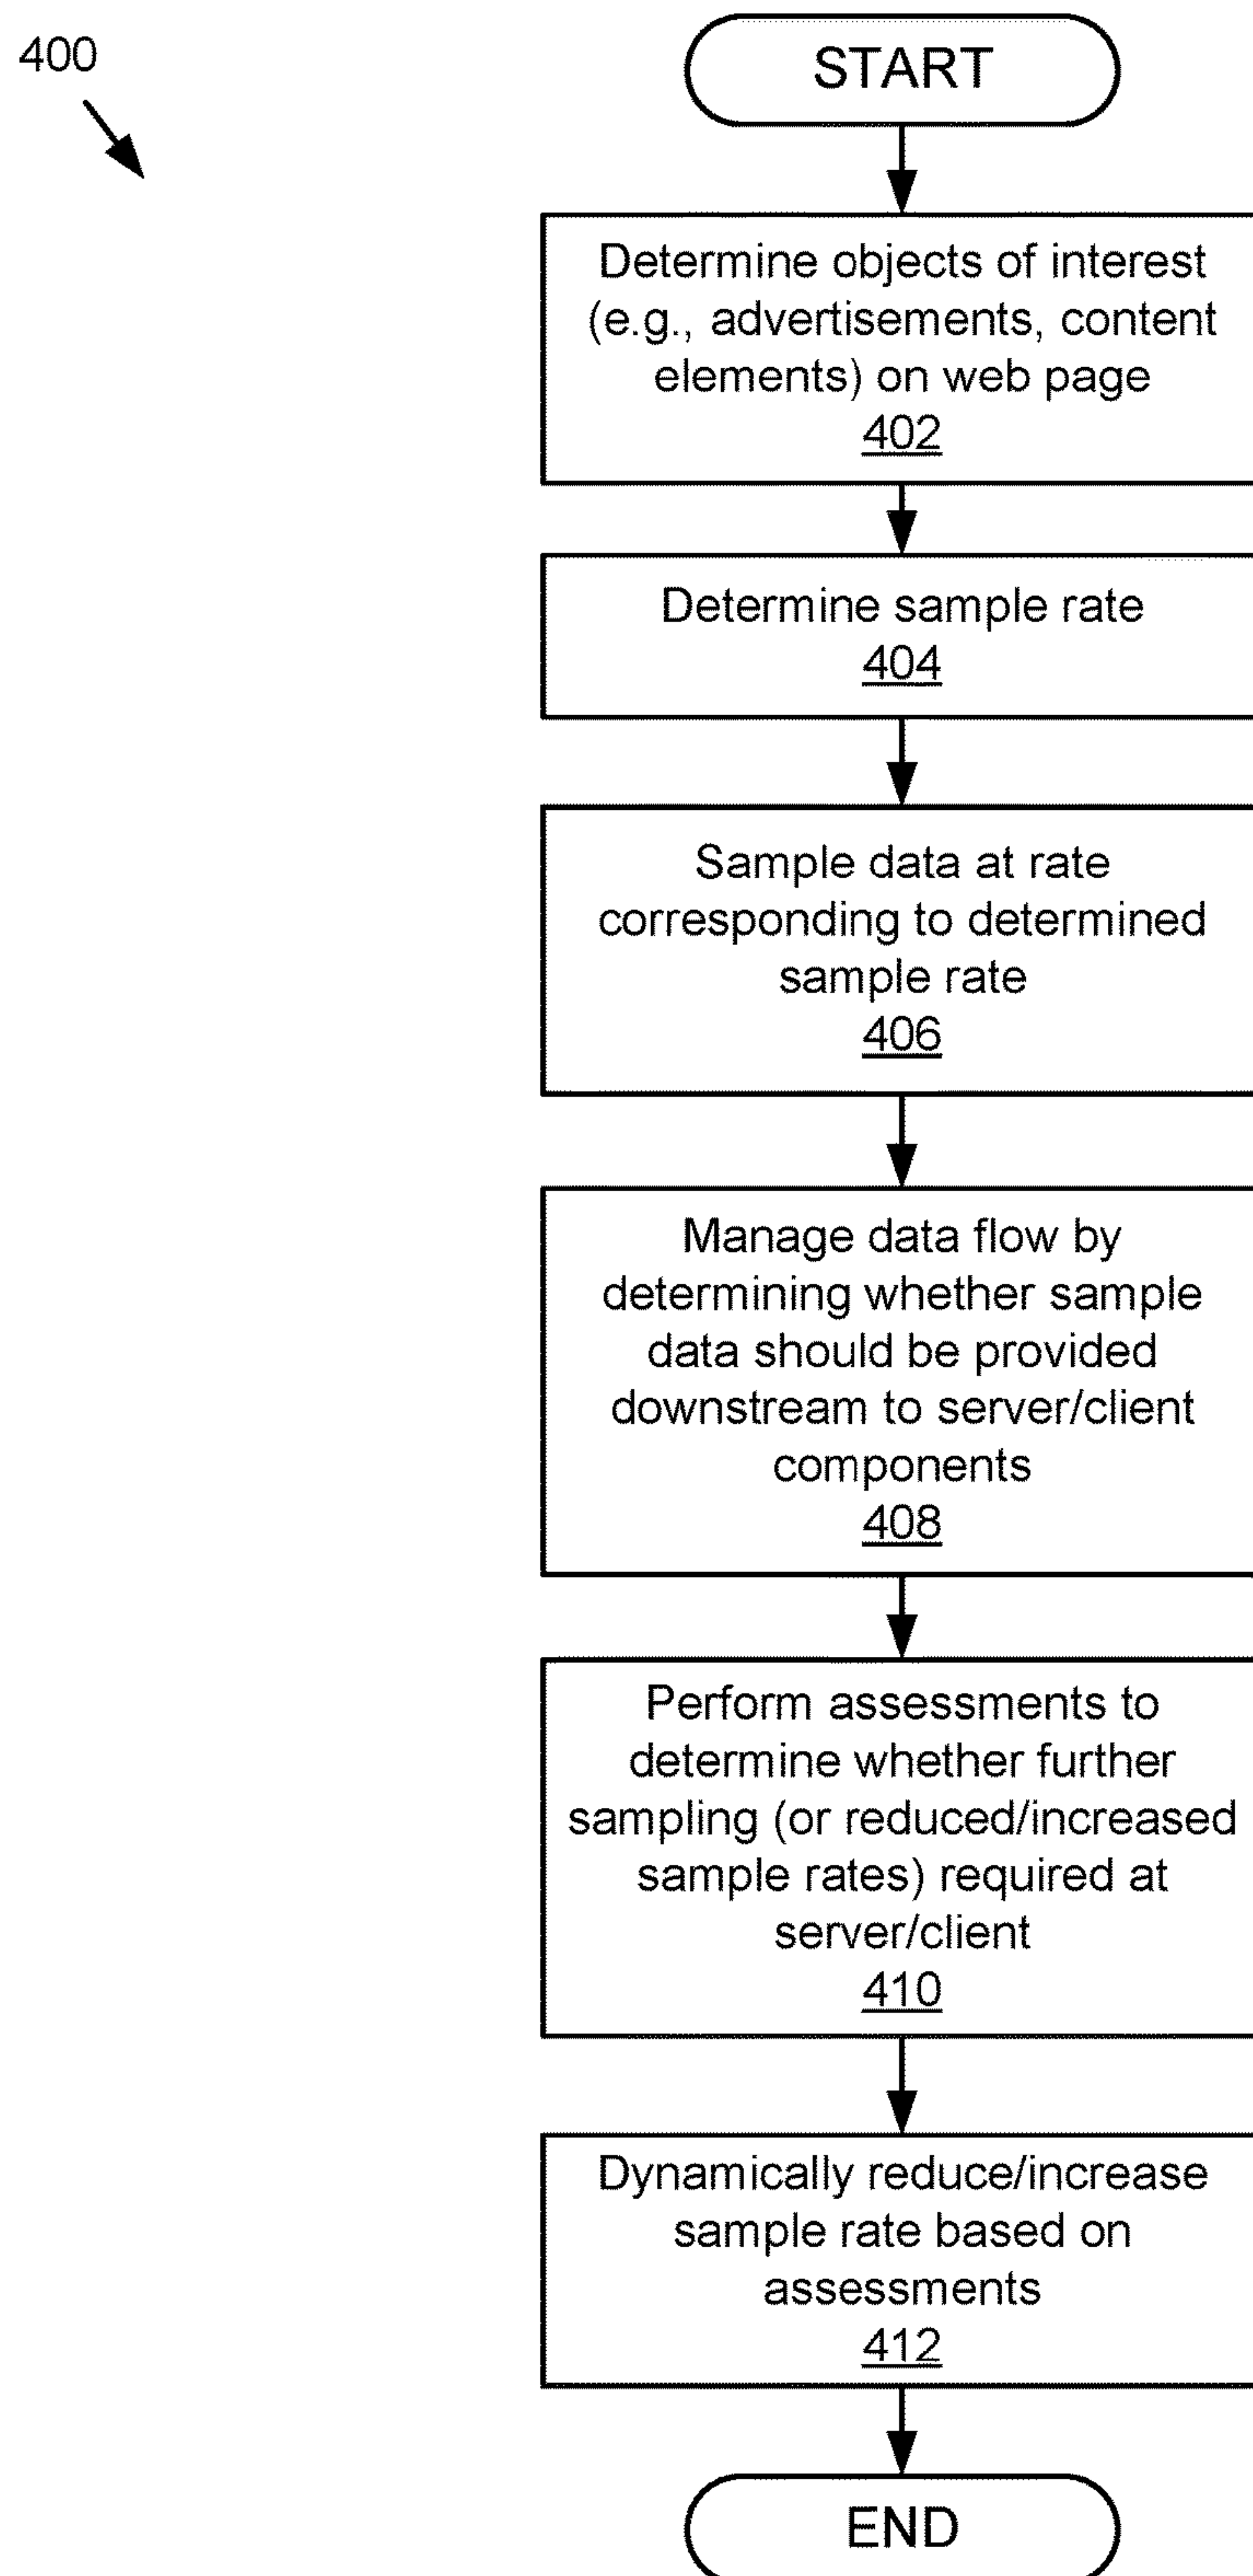 400
START
Determine objects of interest
(e.g., advertisements, content
elements) on web page
402
Determine sample rate
404
Sample data at rate
corresponding to determined
sample rate
406
Manage data flow by
determining whether sample
data should be provided
downstream to server/client
components
408
Perform assessments to
determine whether further
sampling (or reduced/increased
sample rates) required at
server/client
410
Dynamically reduce/increase
sample rate based on
assessments
412
END